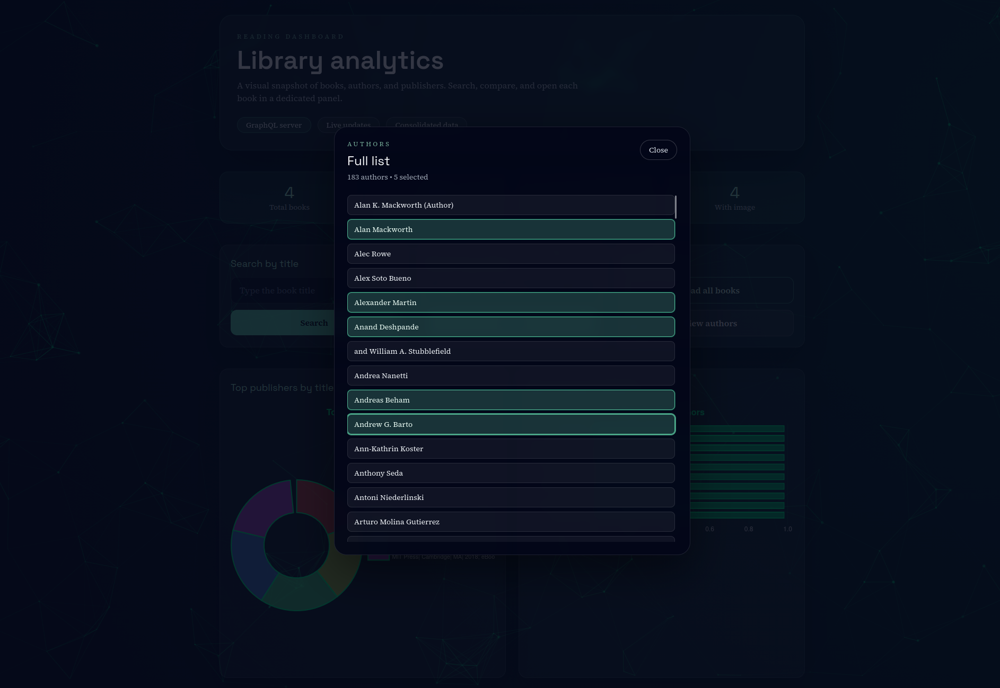 READING DASHBOARD
Library analytics
A visual snapshot of books, authors, and publishers. Search, compare, and open each
book in a dedicated panel.
GraphQL server
Live updates
Consolidated data
AUTHORS
Full list
183 authors • 5 selected
Close
4
Total books
4
With image
Search by title
Type the book title
Search
ad all books
iew authors
Alan K. Mackworth (Author)
Alan Mackworth
Alec Rowe
Alex Soto Bueno
Alexander Martin
Anand Deshpande
and William A. Stubblefield
Andrea Nanetti
Andreas Beham
Andrew G. Barto
Ann-Kathrin Koster
Anthony Seda
Antoni Niederlinski
Arturo Molina Gutierrez
Top publishers by title
To
ors
0.6 0.8 1.0
MIT Press| Cambridge| MA| 2018; eBoo